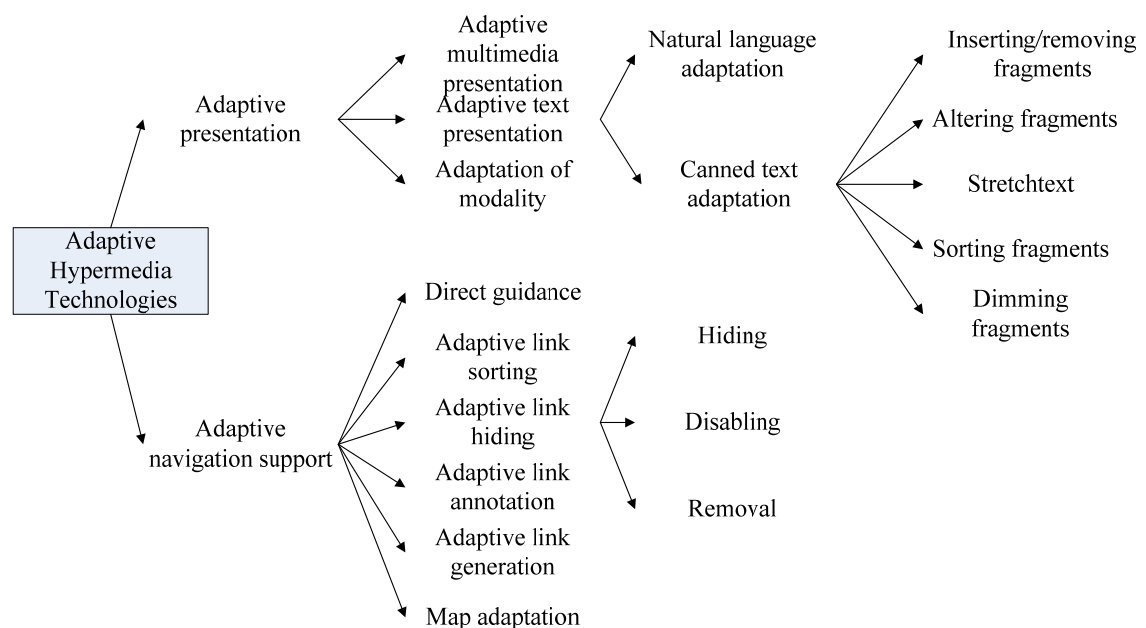 Adaptive
multimedia
presentation
Natural language
adaptation
Inserting/removing
fragments
Adaptive
presentation
Adaptive text
presentation
Altering fragments
Adaptation of
modality
Canned text
adaptation
Stretchtext
Adaptive
Hypermedia
Technologies
Sorting fragments
Dimming
fragments
Direct guidance
Adaptive link
sorting
Hiding
Adaptive
navigation support
Adaptive link
hiding
Disabling
Adaptive link
annotation
Removal
Adaptive link
generation
Map adaptation